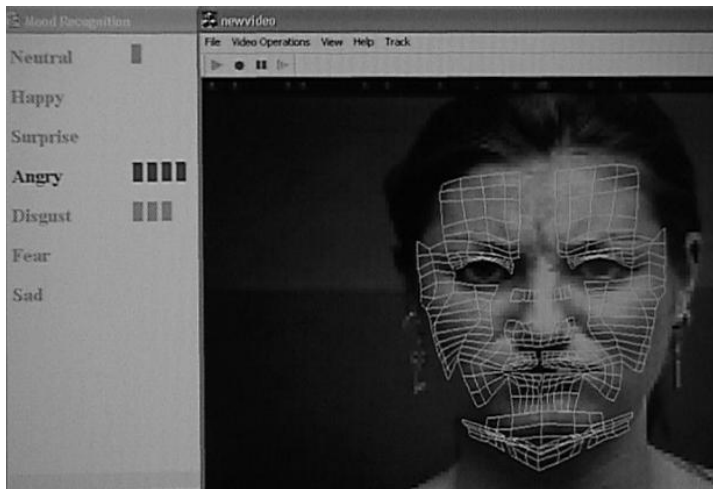 Mood Recognition
newvideo
File Video Operations View Help Track
Neutral
Happy
Surprise
Angry
Disgust
Fear
Sad